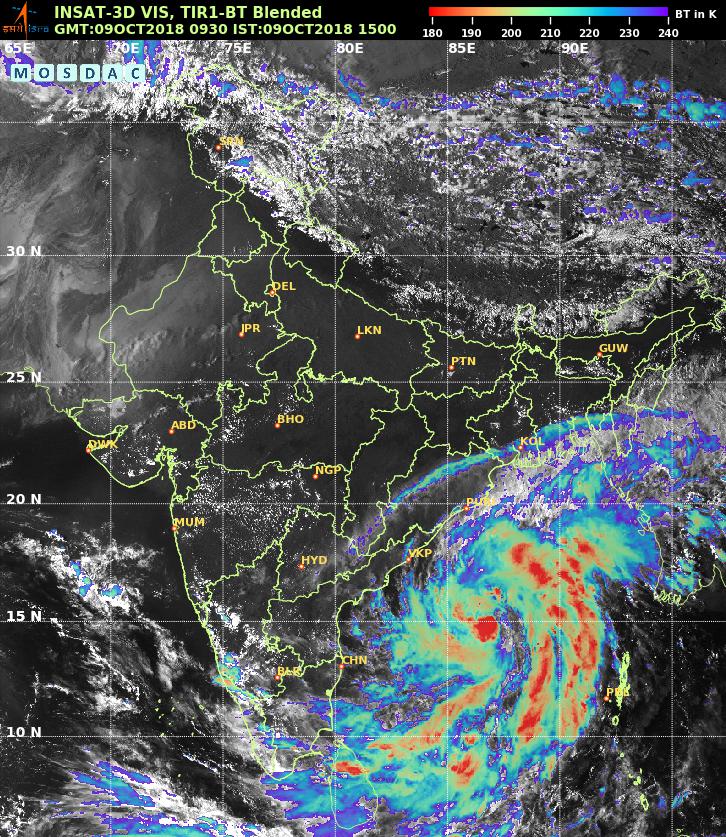 INSAT-3D VIS, TIR1-BT Blended
GMT:09OCT2018 0930 IST:09OCT2018 1500
BT in K
180 190 200 210 220 230 240
65E 70E 75E 80E 85E 90E
MOSDAC
SRN
30 N
DEL
JPR
LKN
GUW
PTN
25 N
BHO
ABD
DWK
KOL
NGP
20 N
MUM
VKP
HYD
15 N
CHN
BLR
10 N